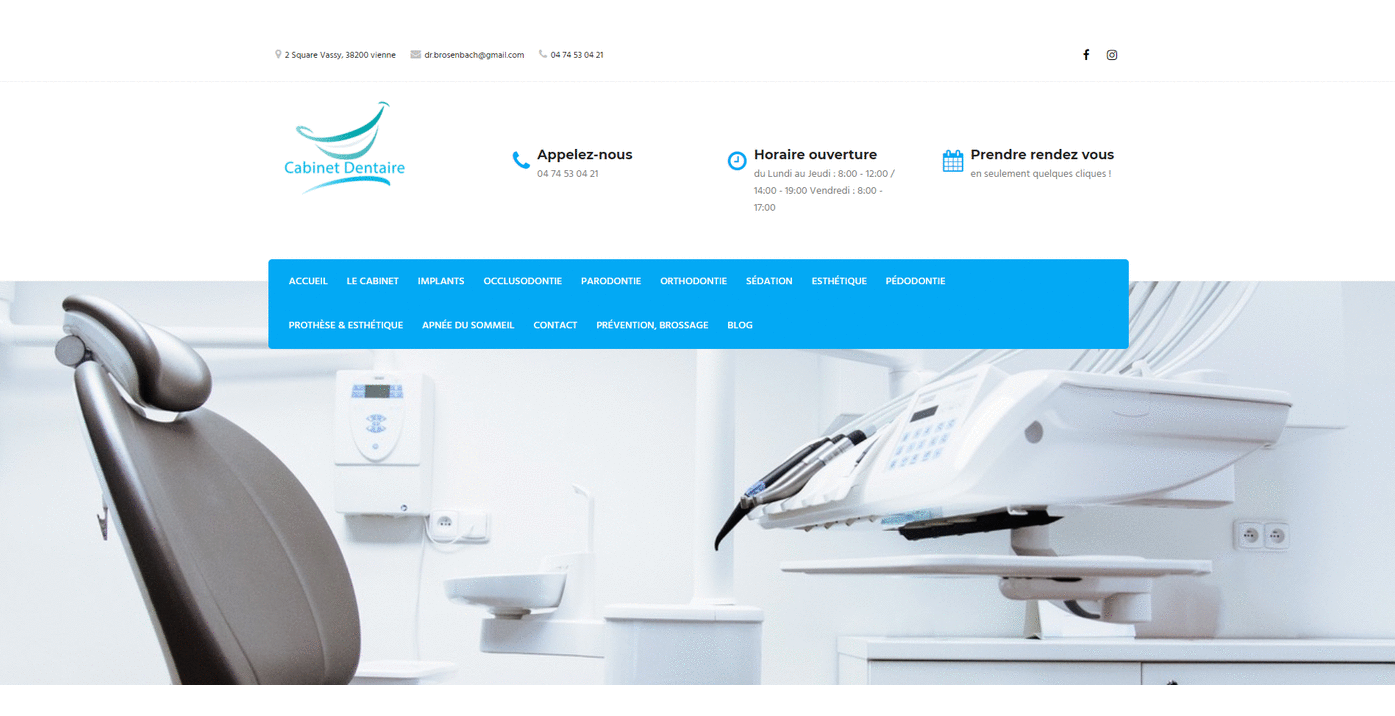 2 Square Vassy, 38200 vienne dr.brosenbach@gmail.com 04 74 53 04 21
Cabinet Dentaire
Appelez-nous
04 74 53 04 21
Horaire ouverture
du Lundi au Jeudi : 8:00 - 12:00 /
14:00 - 19:00 Vendredi : 8:00 -
17:00
Prendre rendez vous
en seulement quelques cliques !
ACCUEIL LE CABINET IMPLANTS OCCLUSODONTIE PARODONTIE ORTHODONTIE SÉDATION ESTHÉTIQUE PÉDODONTIE
PROTHÈSE & ESTHÉTIQUE APNÉE DU SOMMEIL CONTACT PRÉVENTION, BROSSAGE BLOG